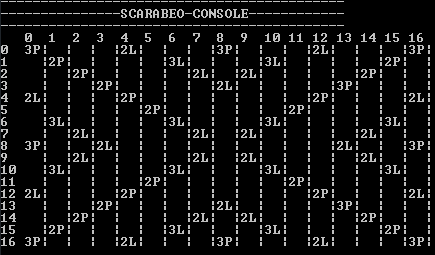 -------------------------------------------
---------------SCARABEO-CONSOLE------------
-------------------------------------------
0 1 2 3 4 5 6 7 8 9 10 11 12 13 14 15 16
0 3P¦ ¦ ¦ ¦2L¦ ¦ ¦ ¦3P¦ ¦ ¦ ¦2L¦ ¦ ¦ ¦3P¦
1 ¦2P¦ ¦ ¦ ¦ ¦3L¦ ¦ ¦ ¦3L¦ ¦ ¦ ¦ ¦2P¦ ¦
2 ¦ ¦2P¦ ¦ ¦ ¦ ¦2L¦ ¦2L¦ ¦ ¦ ¦ ¦2P¦ ¦ ¦
3 ¦ ¦ ¦2P¦ ¦ ¦ ¦ ¦2L¦ ¦ ¦ ¦ ¦2P¦ ¦ ¦ ¦
4 2L¦ ¦ ¦ ¦2P¦ ¦ ¦ ¦ ¦ ¦ ¦ ¦2P¦ ¦ ¦ ¦2L¦
5 ¦ ¦ ¦ ¦ ¦2P¦ ¦ ¦ ¦ ¦ ¦2P¦ ¦ ¦ ¦ ¦ ¦
6 ¦3L¦ ¦ ¦ ¦ ¦3L¦ ¦ ¦ ¦3L¦ ¦ ¦ ¦ ¦3L¦ ¦
7 ¦ ¦2L¦ ¦ ¦ ¦ ¦2L¦ ¦2L¦ ¦ ¦ ¦ ¦2L¦ ¦ ¦
8 3P¦ ¦ ¦2L¦ ¦ ¦ ¦ ¦ ¦ ¦ ¦ ¦ ¦2L¦ ¦ ¦3P¦
9 ¦ ¦2L¦ ¦ ¦ ¦ ¦2L¦ ¦2L¦ ¦ ¦ ¦ ¦2L¦ ¦ ¦
10 ¦3L¦ ¦ ¦ ¦ ¦3L¦ ¦ ¦ ¦3L¦ ¦ ¦ ¦ ¦3L¦ ¦
11 ¦ ¦ ¦ ¦ ¦2P¦ ¦ ¦ ¦ ¦ ¦2P¦ ¦ ¦ ¦ ¦ ¦
12 2L¦ ¦ ¦ ¦2P¦ ¦ ¦ ¦ ¦ ¦ ¦ ¦2P¦ ¦ ¦ ¦2L¦
13 ¦ ¦ ¦2P¦ ¦ ¦ ¦ ¦2L¦ ¦ ¦ ¦ ¦2P¦ ¦ ¦ ¦
14 ¦ ¦2P¦ ¦ ¦ ¦ ¦2L¦ ¦2L¦ ¦ ¦ ¦ ¦2P¦ ¦ ¦
15 ¦2P¦ ¦ ¦ ¦ ¦3L¦ ¦ ¦ ¦3L¦ ¦ ¦ ¦ ¦2P¦ ¦
16 3P¦ ¦ ¦ ¦2L¦ ¦ ¦ ¦3P¦ ¦ ¦ ¦2L¦ ¦ ¦ ¦3P¦